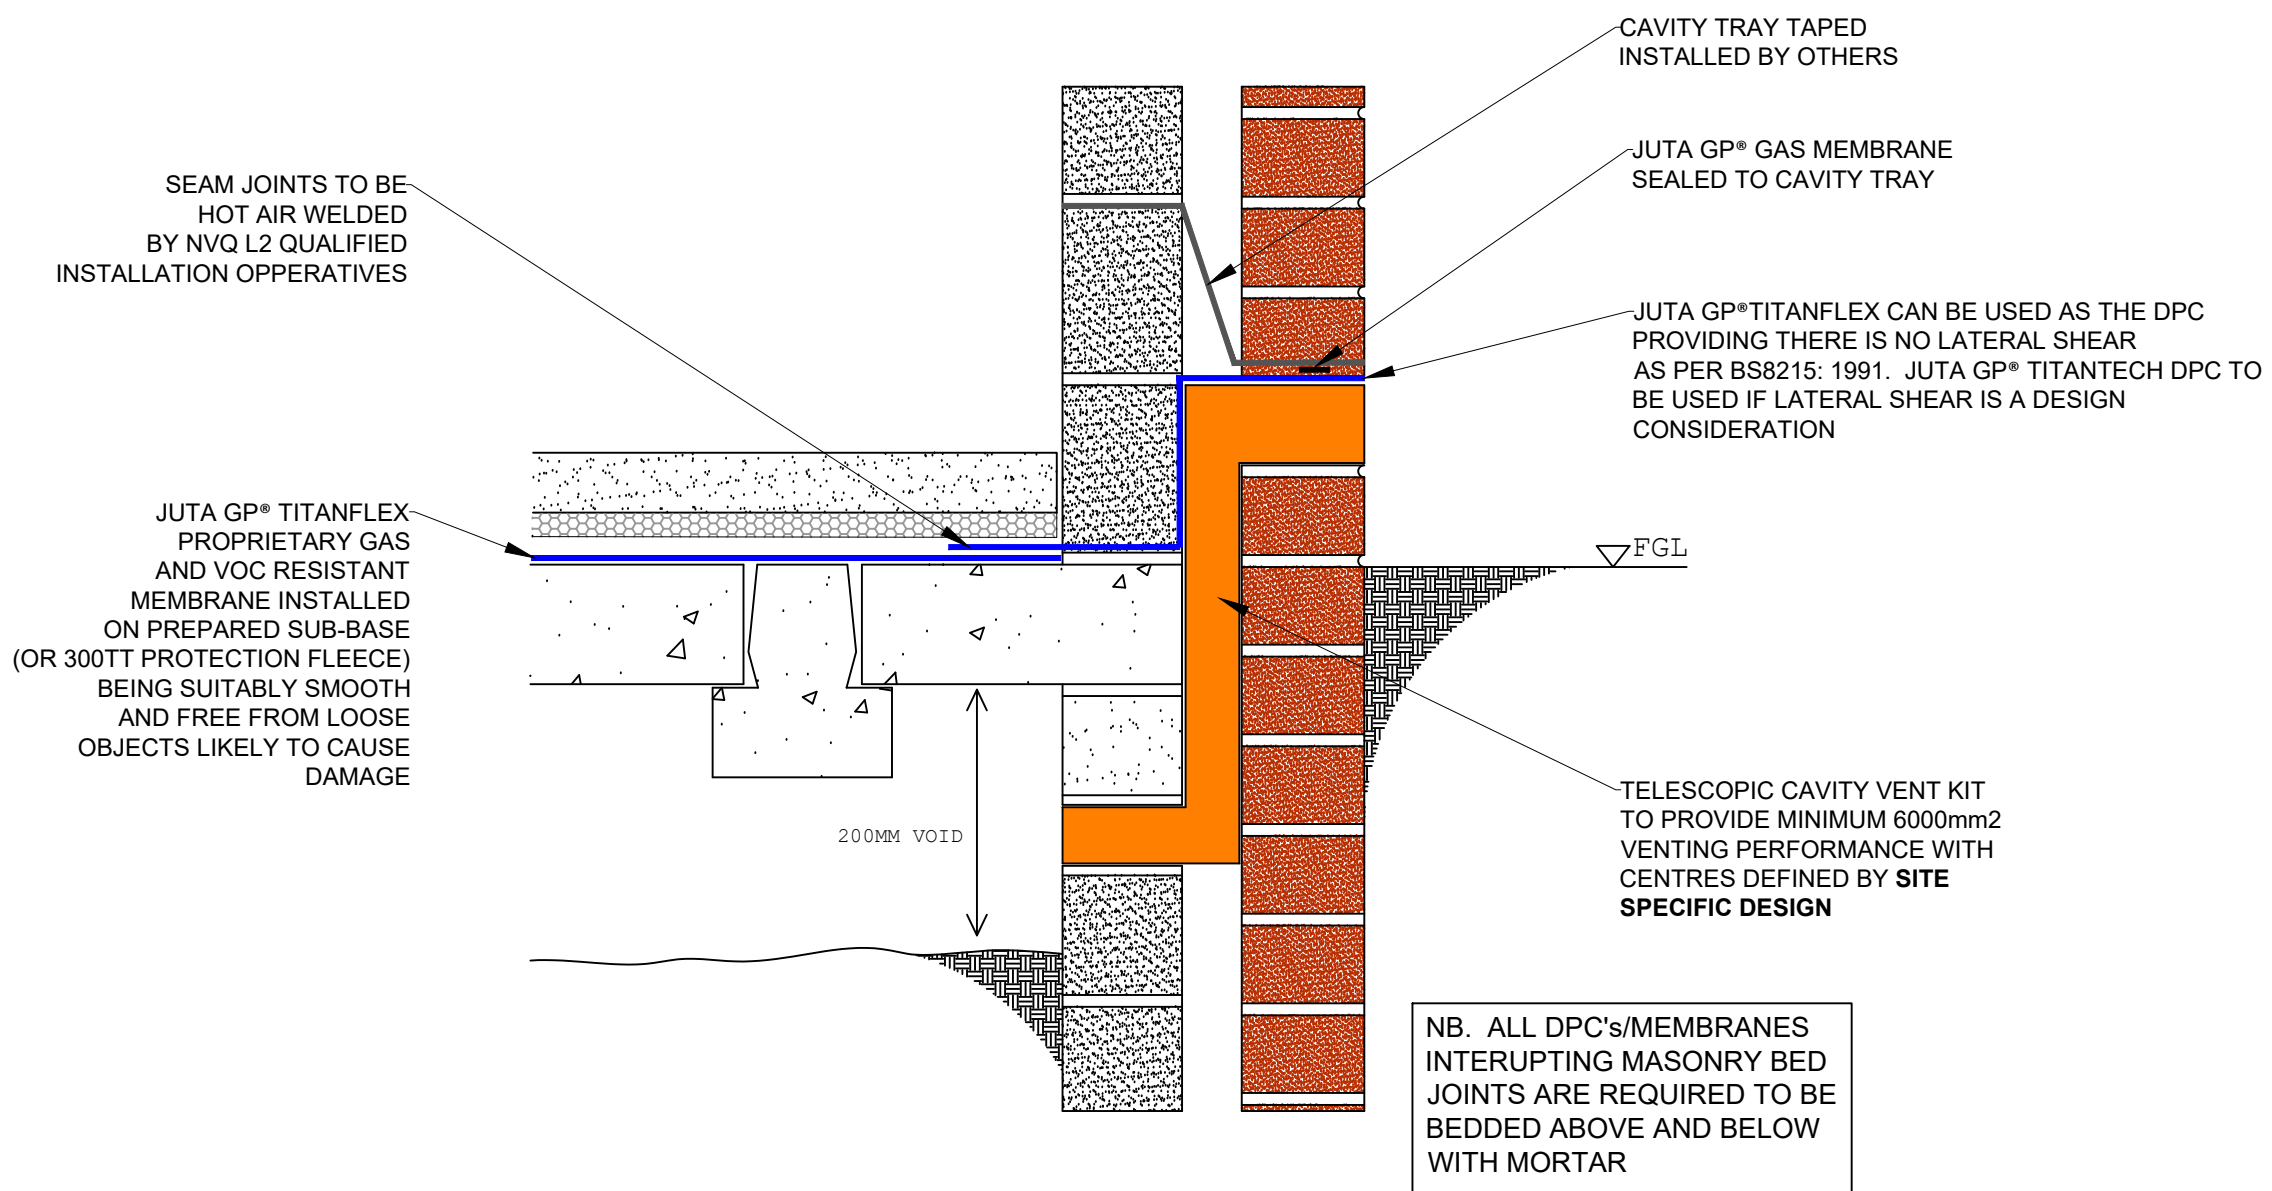 CAVITY TRAY TAPED
INSTALLED BY OTHERS
JUTA GP® GAS MEMBRANE
SEALED TO CAVITY TRAY
SEAM JOINTS TO BE
HOT AIR WELDED
BY NVQ L2 QUALIFIED
INSTALLATION OPPERATIVES
JUTA GP®TITANFLEX CAN BE USED AS THE DPC
PROVIDING THERE IS NO LATERAL SHEAR
AS PER BS8215: 1991. JUTA GP® TITANTECH DPC TO
BE USED IF LATERAL SHEAR IS A DESIGN
CONSIDERATION
JUTA GP® TITANFLEX
PROPRIETARY GAS
AND VOC RESISTANT
MEMBRANE INSTALLED
ON PREPARED SUB-BASE
(OR 300TT PROTECTION FLEECE)
BEING SUITABLY SMOOTH
AND FREE FROM LOOSE
OBJECTS LIKELY TO CAUSE
DAMAGE
FGL
200MM VOID
TELESCOPIC CAVITY VENT KIT
TO PROVIDE MINIMUM 6000mm2
VENTING PERFORMANCE WITH
CENTRES DEFINED BY SITE
SPECIFIC DESIGN
NB. ALL DPC's/MEMBRANES
INTERUPTING MASONRY BED
JOINTS ARE REQUIRED TO BE
BEDDED ABOVE AND BELOW
WITH MORTAR